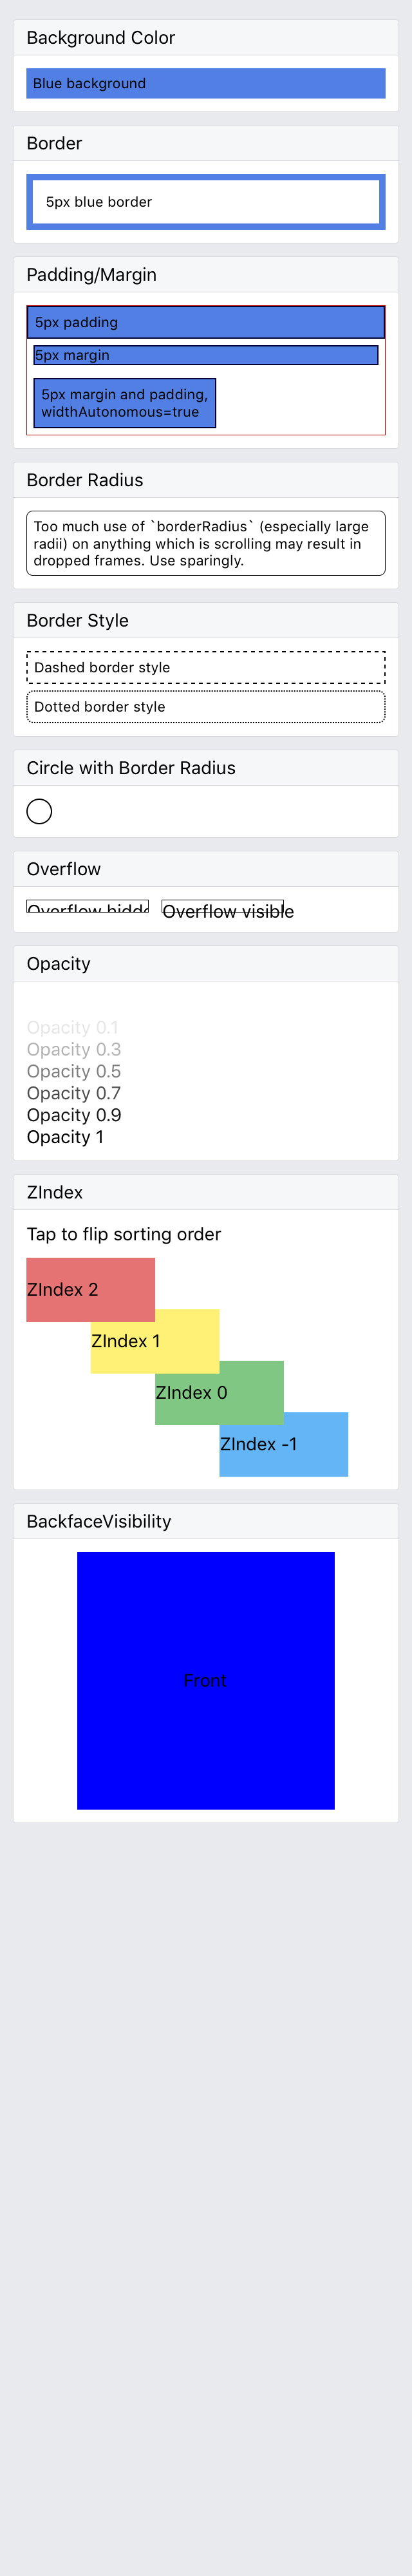 Background Color
Blue background
Border
5px blue border
Padding/Margin
5px padding
5px margin
5px margin and padding,
widthAutonomous=true
Border Radius
Too much use of `borderRadius` (especially large
radii) on anything which is scrolling may result in
dropped frames. Use sparingly.
Border Style
Dashed border style
Dotted border style
Circle with Border Radius
Overflow
Overflow hidde Overflow visible
Opacity
Opacity 0.1
Opacity 0.3
Opacity 0.5
Opacity 0.7
Opacity 0.9
Opacity 1
ZIndex
Tap to flip sorting order
ZIndex 2
ZIndex 1
ZIndex 0
ZIndex -1
BackfaceVisibility
Front